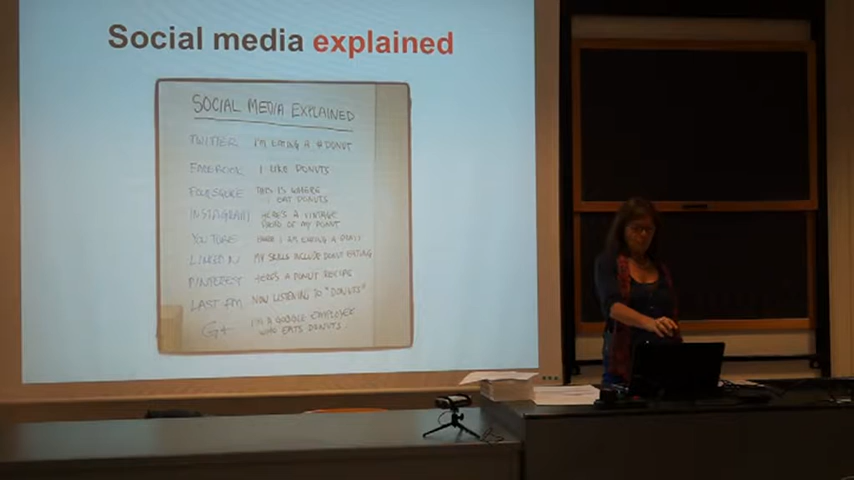 Social media explained
SOCIAL MEDIA EXPLAINED
TWITTER I'M EATING A # DONUT
FACEBOOK I LIKE DONUTS
FOURSQUARE THIS IS WHERE
I EAT DONUTS
INSTAGRAM HERE'S A VINTAGE
PHOTO OF MY DONUT
YOU TUBE HERE I AM EATING A DONUT
LINKED IN MY SKILLS INCLUDE DONUT EATING
PINTEREST HERE'S A DONUT RECIPE
LAST FM NOW LISTENING TO "DONUTS"
G+ I'M A GOOGLE EMPLOYEE
WHO EATS DONUTS.